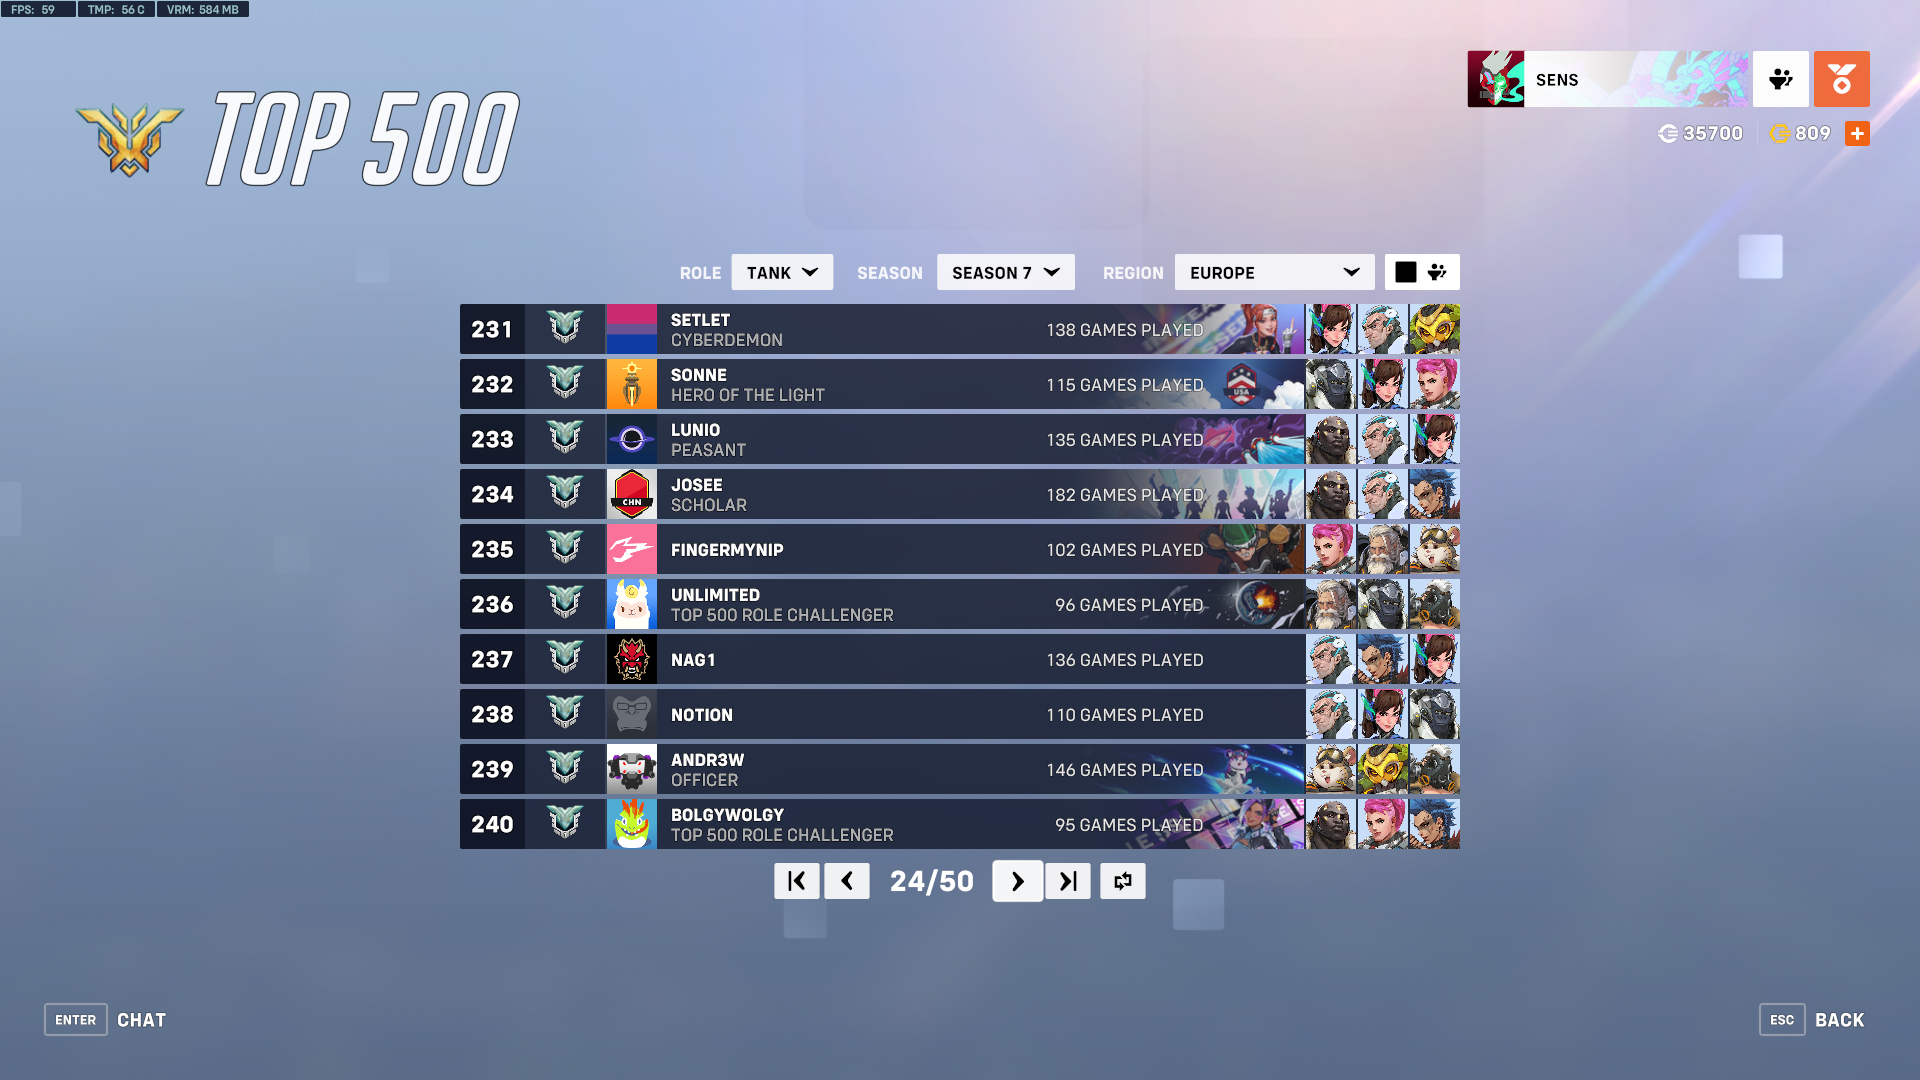 FPS: 59 TMP: 56 C VRM: 584 MB
TOP 500
SENS
35700 809
ROLE TANK SEASON SEASON 7 REGION EUROPE
231 SETLET 138 GAMES PLAYED
CYBERDEMON
232 SONNE 115 GAMES PLAYED
HERO OF THE LIGHT
USA
233 LUNIO 135 GAMES PLAYED
PEASANT
234 JOSEE 182 GAMES PLAYED
SCHOLAR
CHN
235 FINGERMYNIP 102 GAMES PLAYED
236 UNLIMITED 96 GAMES PLAYED
TOP 500 ROLE CHALLENGER
237 NAG1 136 GAMES PLAYED
238 NOTION 110 GAMES PLAYED
239 ANDR3W 146 GAMES PLAYED
OFFICER
240 BOLGYWOLGY 95 GAMES PLAYED
TOP 500 ROLE CHALLENGER
24/50
ENTER CHAT
ESC BACK